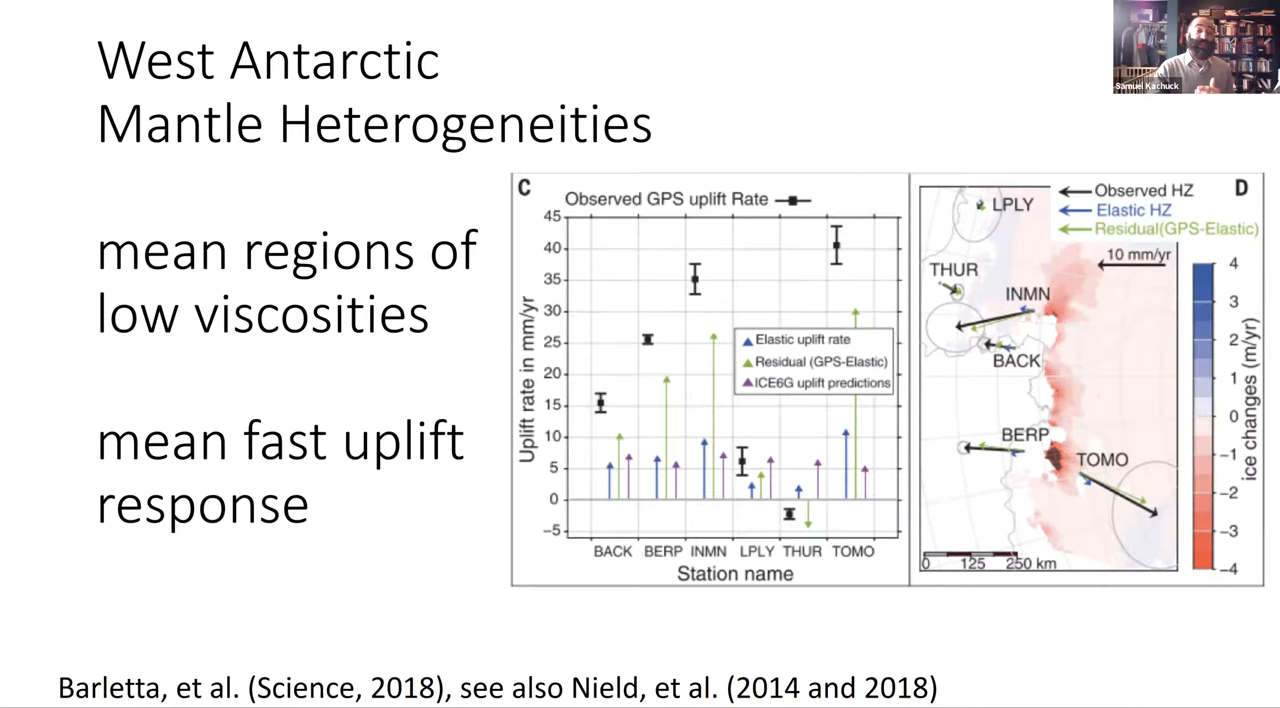 West Antarctic
Mantle Heterogeneities
mean regions of
low viscosities
mean fast uplift
response
Samuel Kachuck
C
Observed GPS uplift Rate
45
40
35
30
25
20
15
10
5
0
−5
Uplift rate in mm/yr
Elastic uplift rate
Residual (GPS-Elastic)
ICE6G uplift predictions
BACK BERP INMN LPLY THUR TOMO
Station name
D
Observed HZ
Elastic HZ
Residual(GPS-Elastic)
10 mm/yr
LPLY
THUR
INMN
BACK
BERP
TOMO
0 125 250 km
4
3
2
1
0
−1
−2
−3
−4
ice changes (m/yr)
Barletta, et al. (Science, 2018), see also Nield, et al. (2014 and 2018)